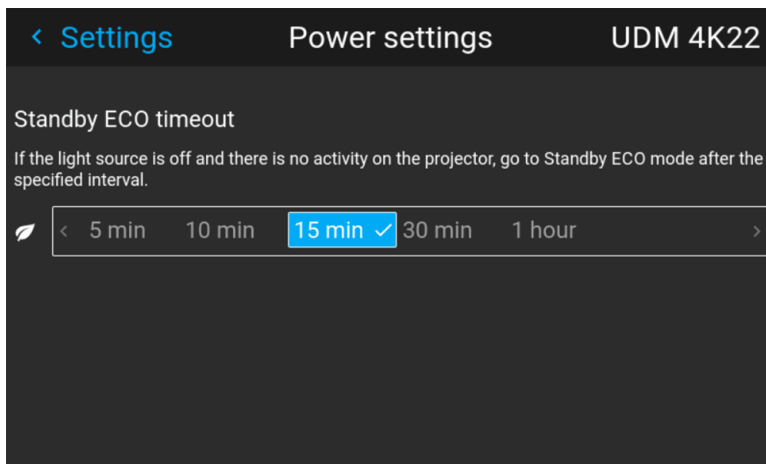 Settings Power settings UDM 4K22
Standby ECO timeout
If the light source is off and there is no activity on the projector, go to Standby ECO mode after the
specified interval.
5 min 10 min 15 min 30 min 1 hour